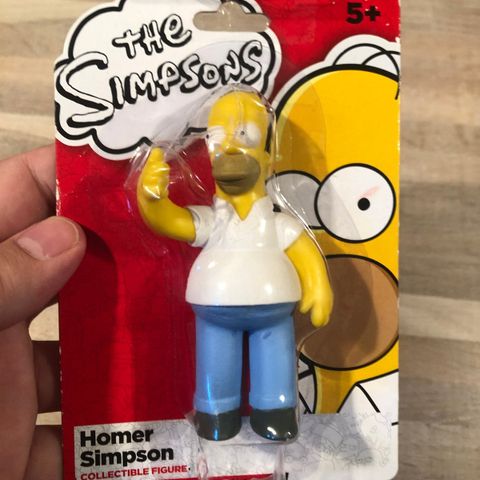 5+
THE
SIMPSONS
Homer
Simpson
COLLECTIBLE FIGURE